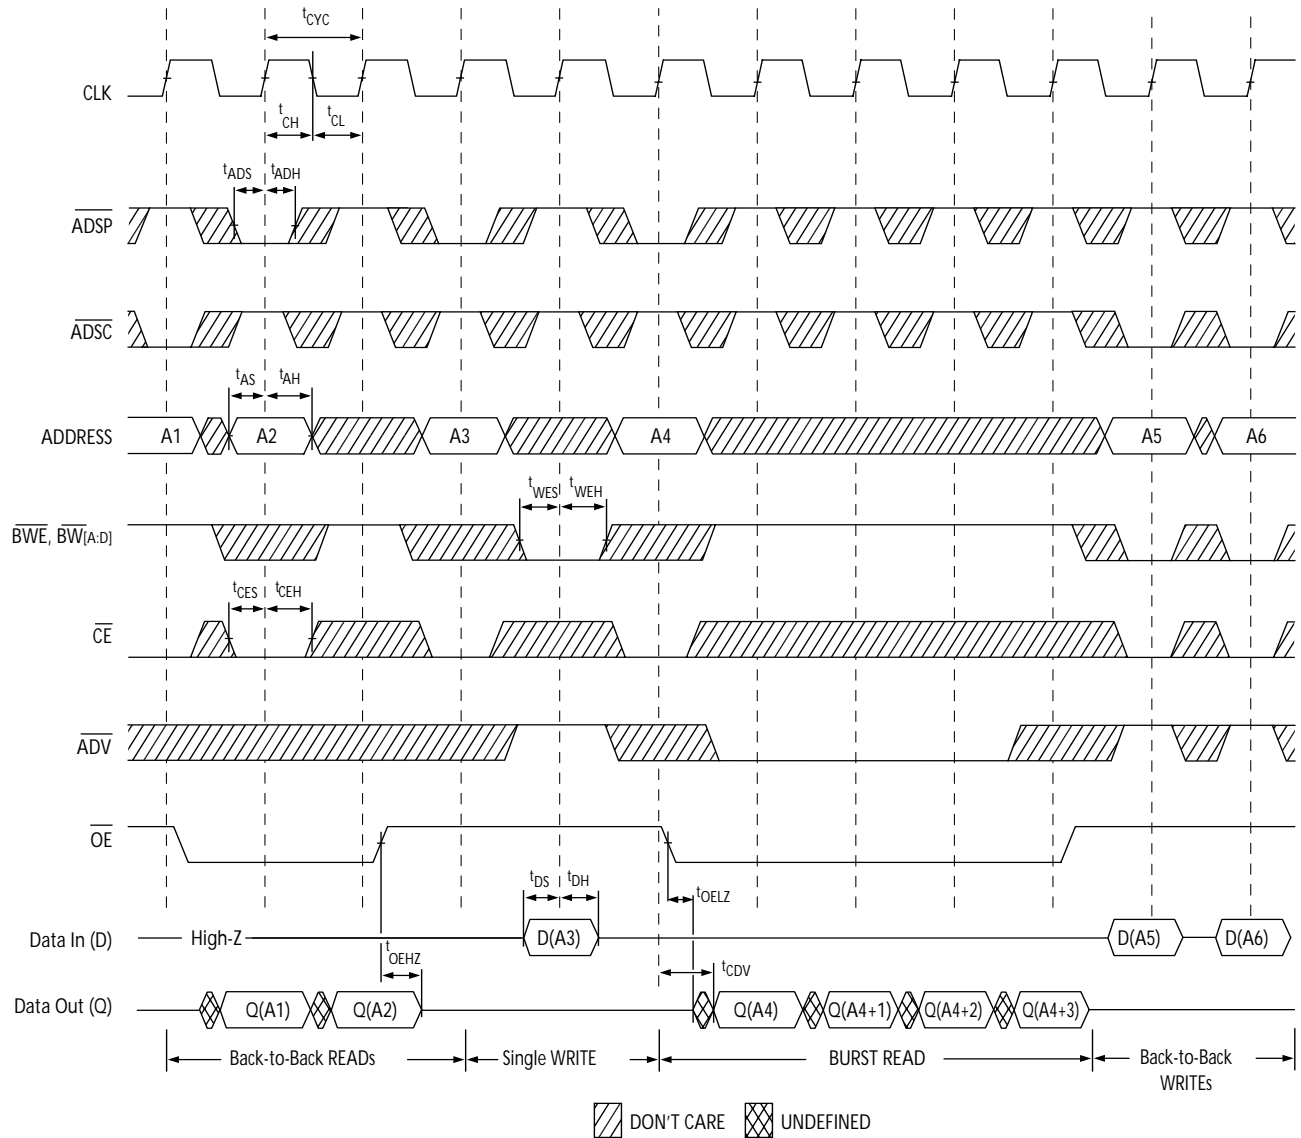 tCYC
CLK
tCH
tCL
tADS
tADH
ADSP
ADSC
tAS
tAH
ADDRESS
A1
A2
A3
A4
A5
A6
tWES
tWEH
BWE, BW[A:D]
tCES
tCEH
CE
ADV
OE
tDS
tDH
tOELZ
Data In (D)
High-Z
D(A3)
D(A5)
D(A6)
tOEHZ
tCDV
Data Out (Q)
Q(A1)
Q(A2)
Q(A4)
Q(A4+1)
Q(A4+2)
Q(A4+3)
Back-to-Back READs
Single WRITE
BURST READ
Back-to-Back
WRITEs
DON'T CARE
UNDEFINED